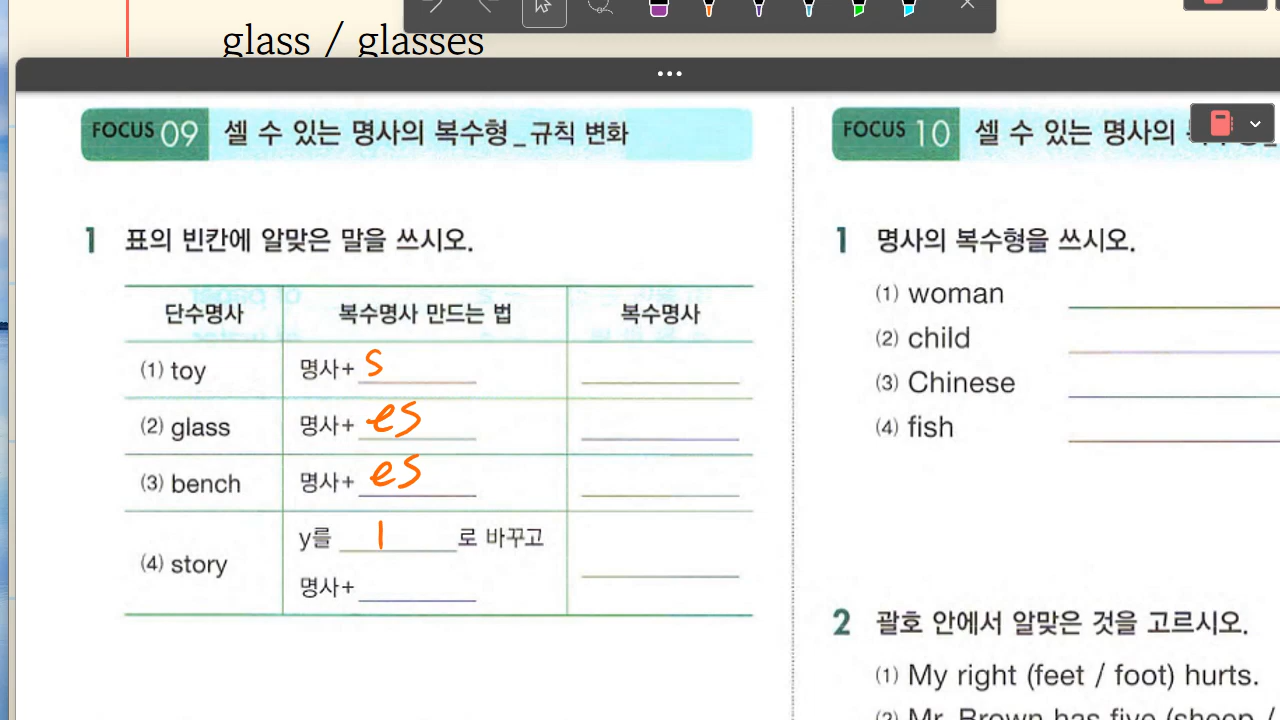 glass / glasses
FOCUS 09 셀 수 있는 명사의 복수형_규칙 변화
1 표의 빈칸에 알맞은 말을 쓰시오.
단수명사 복수명사 만드는 법 복수명사
(1) toy 명사+ s
(2) glass 명사+ es
(3) bench 명사+ es
(4) story y를 i 로 바꾸고
명사+
FOCUS 10 셀 수 있는 명사의
1 명사의 복수형을 쓰시오.
(1) woman
(2) child
(3) Chinese
(4) fish
2 괄호 안에서 알맞은 것을 고르시오.
(1) My right (feet / foot) hurts.
(2) Mr. Brown has five (sheep /